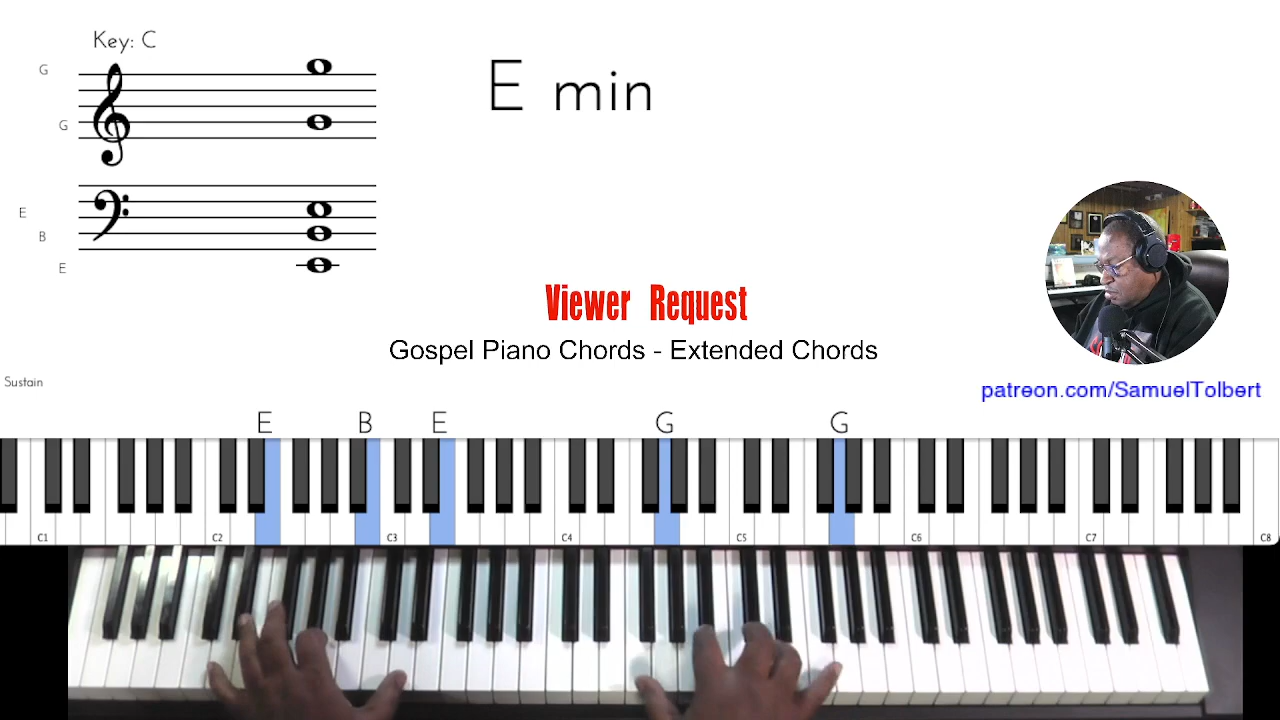 Key: C
E min
G
G
E
B
E
Viewer Request
Gospel Piano Chords - Extended Chords
Sustain
patreon.com/SamuelTolbert
E B E G G
C1 C2 C3 C4 C5 C6 C7 C8